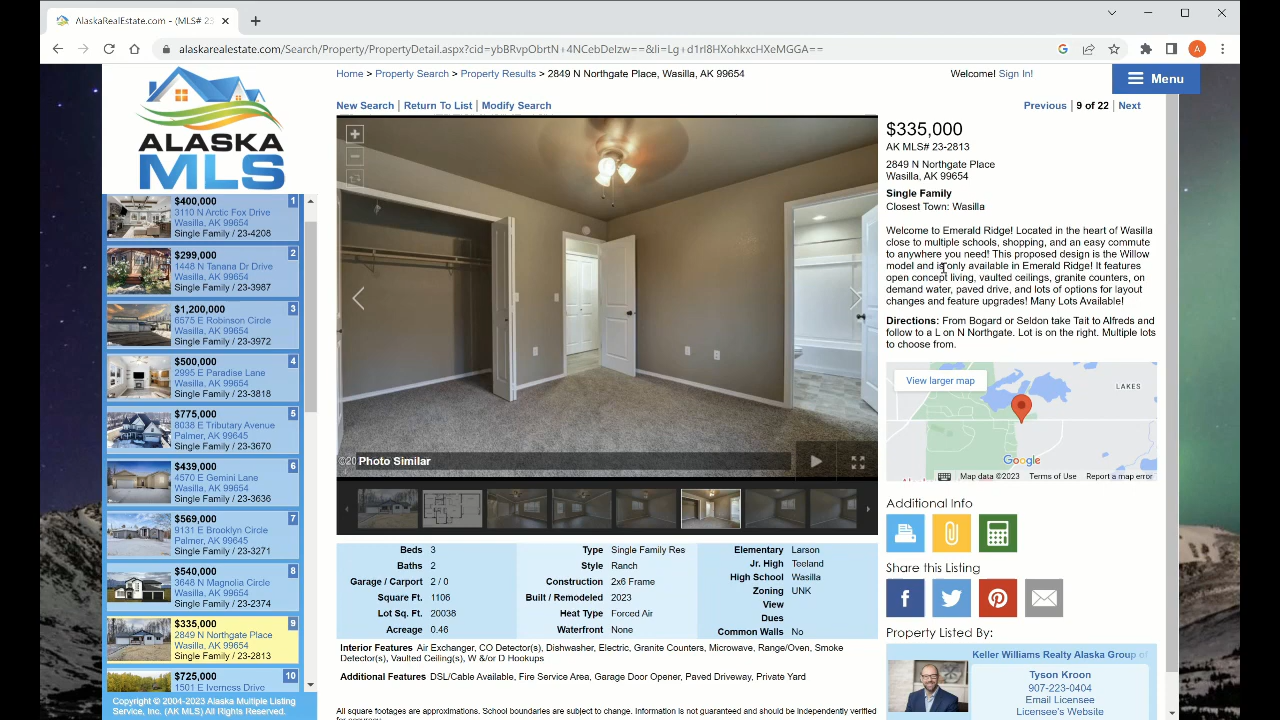 AlaskaRealEstate.com - (MLS# 23
alaskarealestate.com/Search/Property/PropertyDetail.aspx?cid=yBRvpObrtN+4NCebDelzw==&li=Lg+d1rI8HXohkxcHXeMGGA==
A
ALASKA
MLS
Home > Property Search > Property Results > 2849 N Northgate Place, Wasilla, AK 99654
Welcome! Sign In!
Menu
New Search | Return To List | Modify Search
Previous | 9 of 22 | Next
$400,000
1
3110 N Arctic Fox Drive
Wasilla, AK 99654
Single Family / 23-4208
$299,000
2
1448 N Tanana Dr Drive
Wasilla, AK 99654
Single Family / 23-3987
$1,200,000
3
6575 E Robinson Circle
Wasilla, AK 99654
Single Family / 23-3972
$500,000
4
2995 E Paradise Lane
Wasilla, AK 99654
Single Family / 23-3818
$775,000
5
8038 E Tributary Avenue
Palmer, AK 99645
Single Family / 23-3670
$439,000
6
4570 E Gemini Lane
Wasilla, AK 99654
Single Family / 23-3636
$569,000
7
9131 E Brooklyn Circle
Palmer, AK 99645
Single Family / 23-3271
$540,000
8
3648 N Magnolia Circle
Wasilla, AK 99654
Single Family / 23-2374
$335,000
9
2849 N Northgate Place
Wasilla, AK 99654
Single Family / 23-2813
$725,000
10
1501 E Iverness Drive
Copyright © 2004-2023 Alaska Multiple Listing
Service, Inc. (AK MLS) All Rights Reserved.
©20 Photo Similar
Beds 3
Baths 2
Garage / Carport 2 / 0
Square Ft. 1106
Lot Sq. Ft. 20038
Acreage 0.46
Type Single Family Res
Style Ranch
Construction 2x6 Frame
Built / Remodeled 2023
Heat Type Forced Air
Waterfront None
Elementary Larson
Jr. High Teeland
High School Wasilla
Zoning UNK
View
Dues
Common Walls No
Interior Features Air Exchanger, CO Detector(s), Dishwasher, Electric, Granite Counters, Microwave, Range/Oven, Smoke
Detector(s), Vaulted Ceiling(s), W &/or D Hookups
Additional Features DSL/Cable Available, Fire Service Area, Garage Door Opener, Paved Driveway, Private Yard
All square footages are approximations. School boundaries are subject to change. Information is not guaranteed and should be independently verified
for accuracy.
$335,000
AK MLS# 23-2813
2849 N Northgate Place
Wasilla, AK 99654
Single Family
Closest Town: Wasilla
Welcome to Emerald Ridge! Located in the heart of Wasilla
close to multiple schools, shopping, and an easy commute
to anywhere you need! This proposed design is the Willow
model and is only available in Emerald Ridge! It features
open concept living, vaulted ceilings, granite counters, on
demand water, paved drive, and lots of options for layout
changes and feature upgrades! Many Lots Available!
Directions: From Bogard or Seldon take Tait to Alfreds and
follow to a L on N Northgate. Lot is on the right. Multiple lots
to choose from.
View larger map
LAKES
Google
Map data ©2023 Terms of Use Report a map error
Additional Info
Share this Listing
Property Listed By:
Keller Williams Realty Alaska Group of
Tyson Kroon
907-223-0404
Email Licensee
Licensee's Website